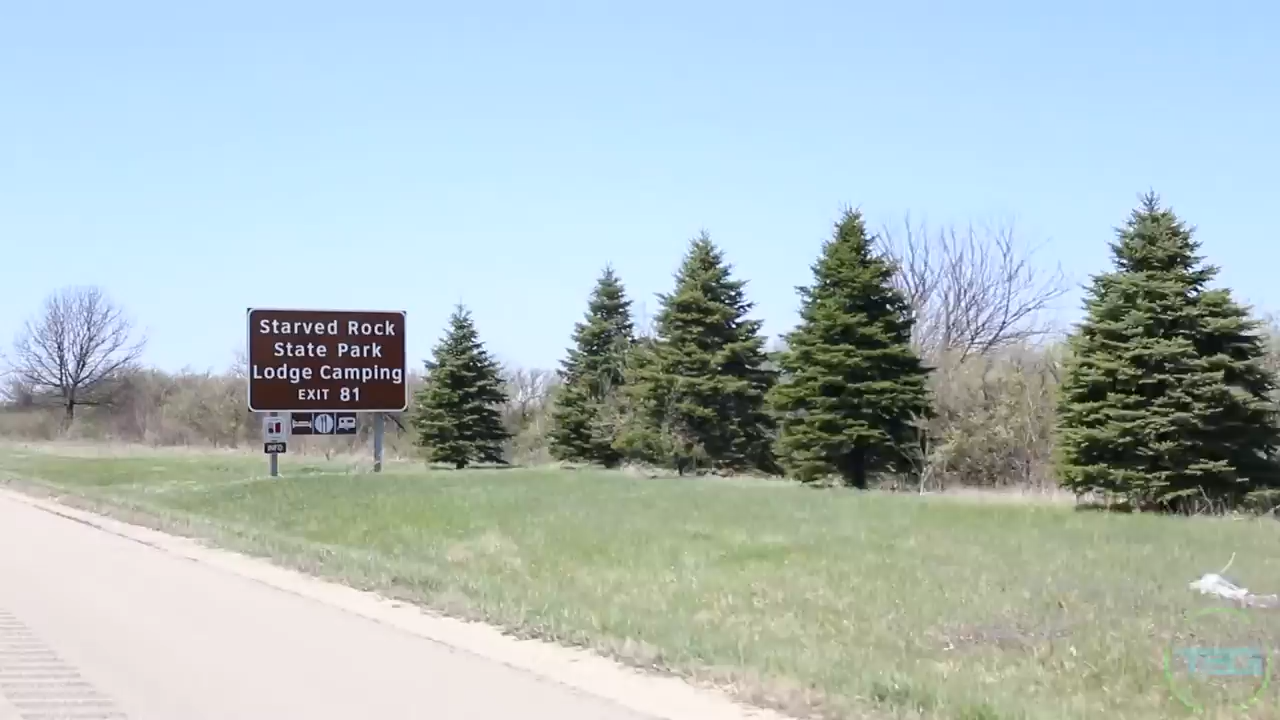 Starved Rock
State Park
Lodge Camping
EXIT 81
INFO